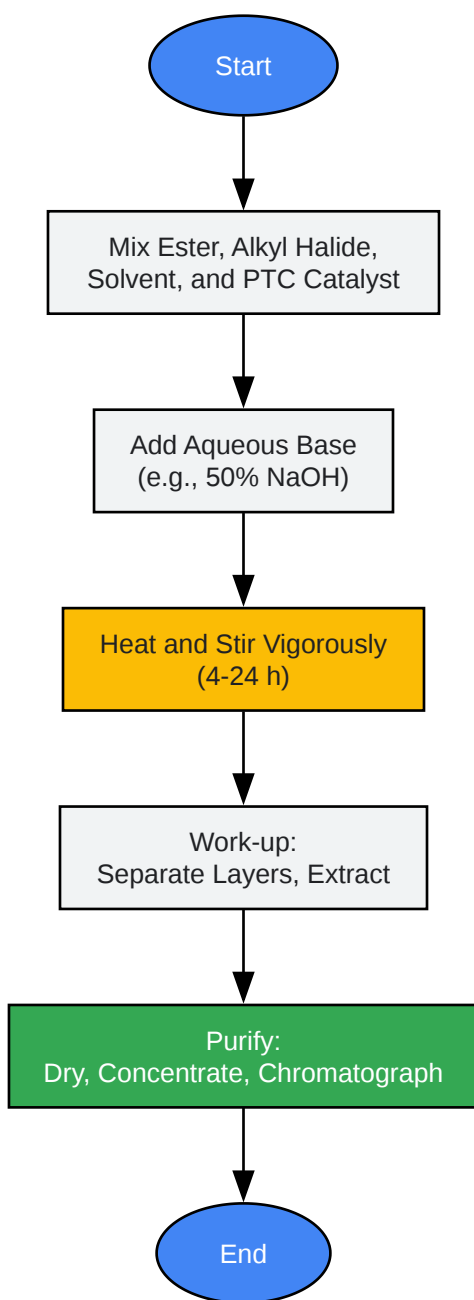 Start
Mix Ester, Alkyl Halide,
Solvent, and PTC Catalyst
Add Aqueous Base
(e.g., 50% NaOH)
Heat and Stir Vigorously
(4-24 h)
Work-up:
Separate Layers, Extract
Purify:
Dry, Concentrate, Chromatograph
End